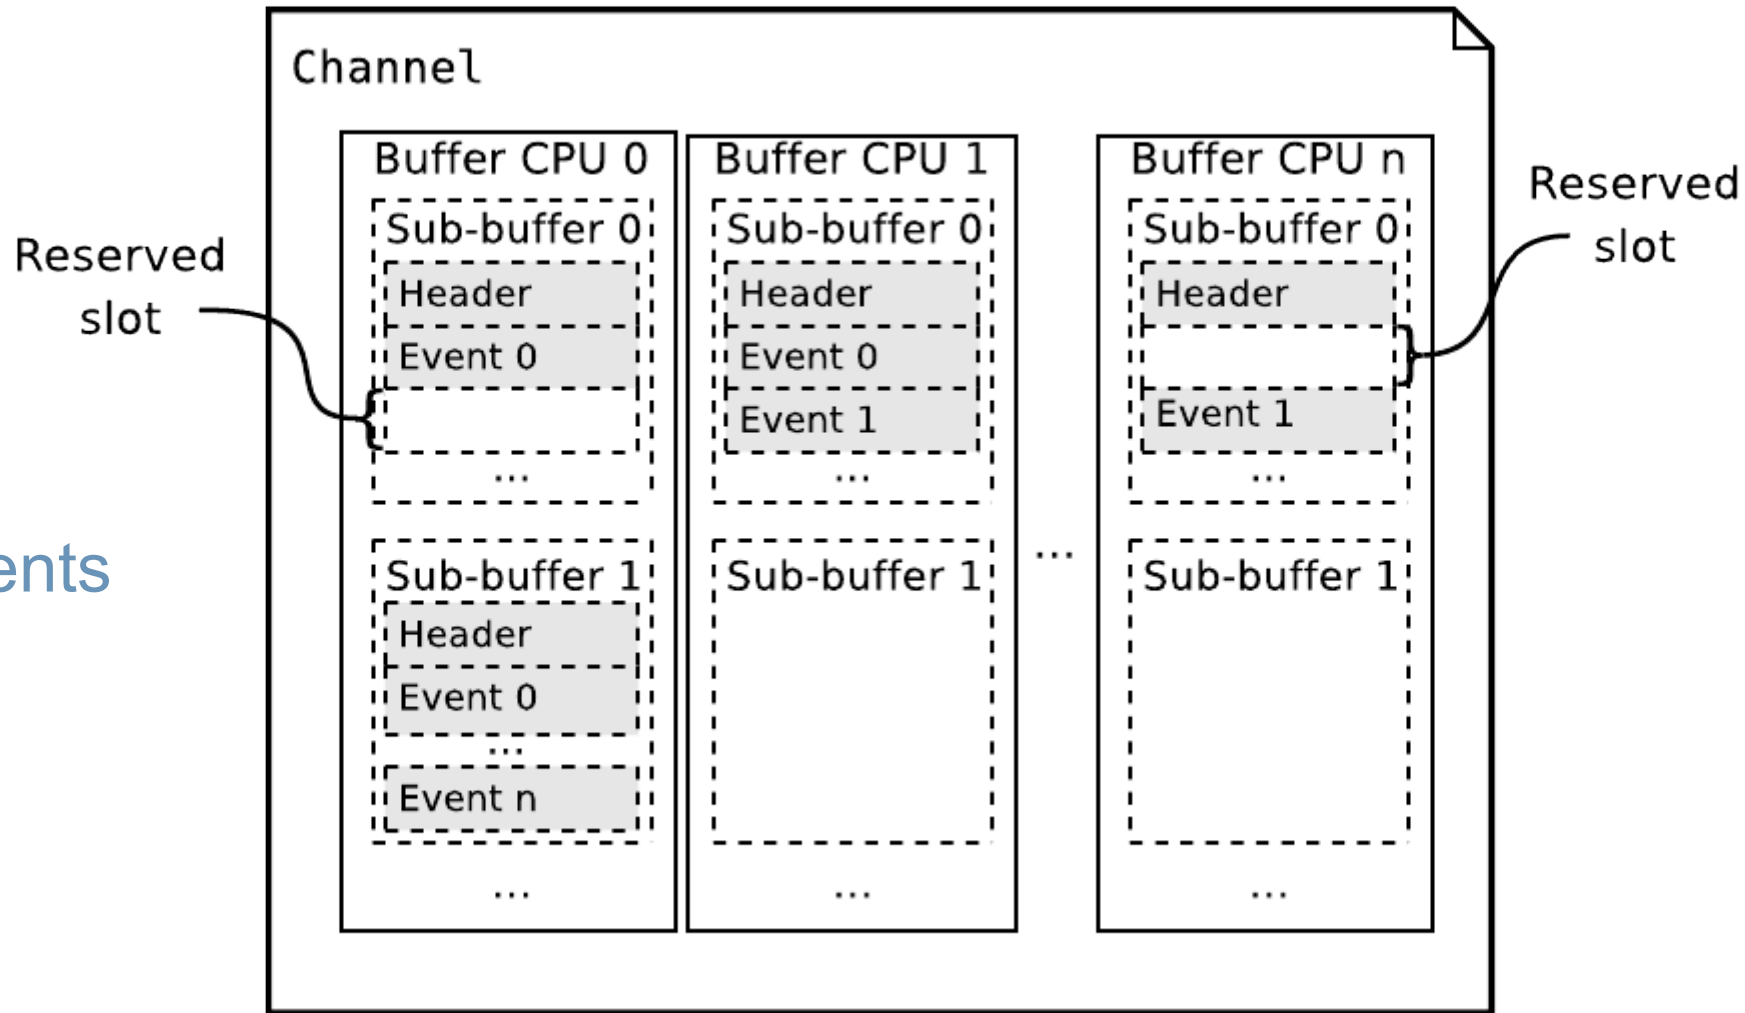 Channel
Buffer CPU 0
Sub-buffer 0
Header
Event 0
...
Sub-buffer 1
Header
Event 0
...
Event n
...
Buffer CPU 1
Sub-buffer 0
Header
Event 0
Event 1
...
Sub-buffer 1
...
...
Buffer CPU n
Sub-buffer 0
Header
Event 1
...
Sub-buffer 1
...
Reserved
slot
Reserved
slot
ents